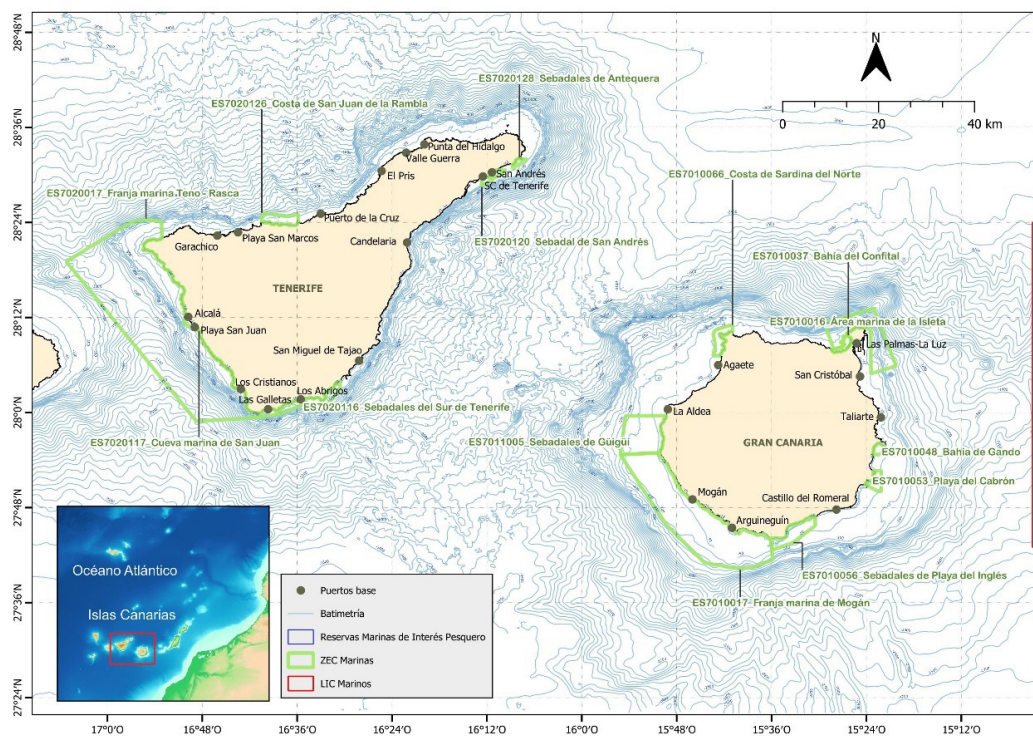 28°48'N
28°36'N
28°24'N
28°12'N
28°0'N
27°48'N
27°36'N
27°24'N
N
0 20 40 km
ES7020128_Sebadales de Antequera
ES7020126_Costa de San Juan de la Rambla
Punta del Hidalgo
Valle Guerra
El Pris
San Andrés
SC de Tenerife
ES7010066_Costa de Sardina del Norte
ES7020017_Franja marina Teno - Rasca
Puerto de la Cruz
Playa San Marcos
Garachico
Candelaria
ES7020120_Sebadal de San Andrés
ES7010037_Bahía del Confital
TENERIFE
Alcalá
Playa San Juan
ES7010016_Área marina de la Isleta
Las Palmas-La Luz
San Miguel de Tajao
Agaete
San Cristóbal
Los Cristianos
Los Abrigos
Las Galletas
ES7020116_Sebadales del Sur de Tenerife
La Aldea
Taliarte
ES7020117_Cueva marina de San Juan
ES7011005_Sebadales de Güigüí
GRAN CANARIA
ES7010048_Bahía de Gando
ES7010053_Playa del Cabrón
Mogán
Castillo del Romeral
Arguineguín
ES7010056_Sebadales de Playa del Inglés
ES7010017_Franja marina de Mogán
Océano Atlántico
Islas Canarias
Puertos base
Batimetría
Reservas Marinas de Interés Pesquero
ZEC Marinas
LIC Marinos
17°0'O 16°48'O 16°36'O 16°24'O 16°12'O 16°0'O 15°48'O 15°36'O 15°24'O 15°12'O